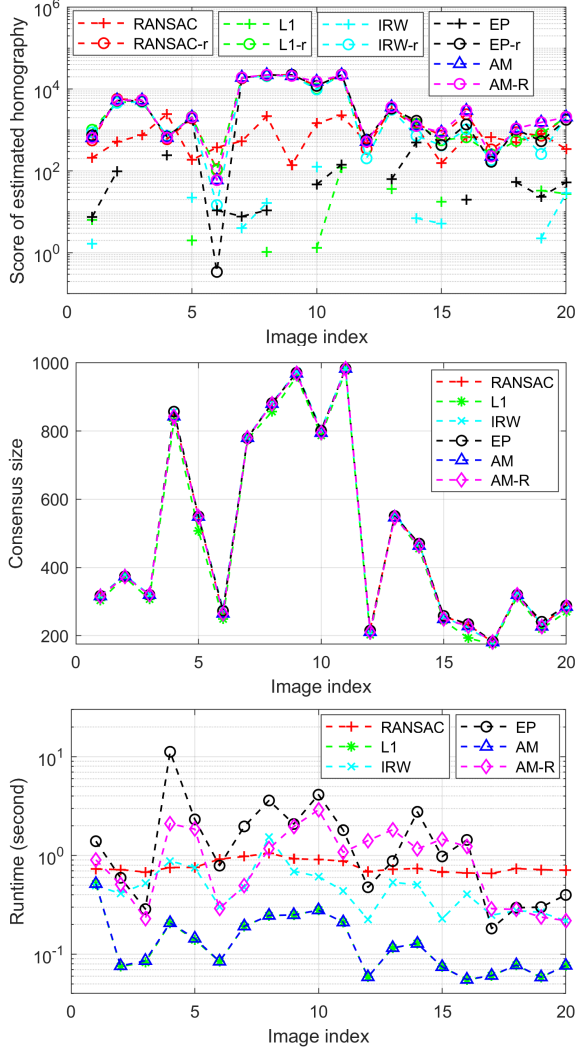 10^6
10^4
10^2
10^0
Score of estimated homography
RANSAC
RANSAC-r
L1
L1-r
IRW
IRW-r
EP
EP-r
AM
AM-R
0 5 10 15 20
Image index
1000
800
600
400
200
Consensus size
RANSAC
L1
IRW
EP
AM
AM-R
0 5 10 15 20
Image index
10^1
10^0
10^-1
Runtime (second)
RANSAC
L1
IRW
EP
AM
AM-R
0 5 10 15 20
Image index